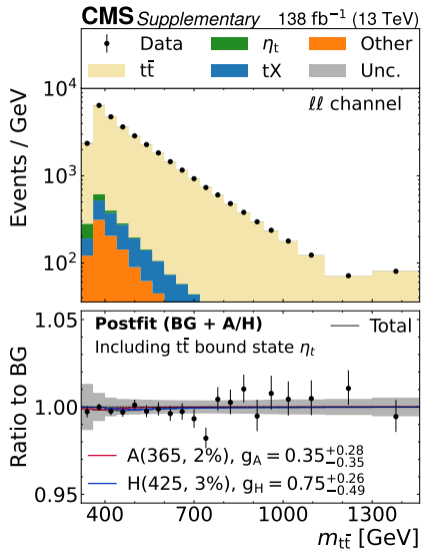 CMS Supplementary 138 fb⁻¹ (13 TeV)
Data ηt Other
tt̄ tX Unc.
ℓℓ channel
Events / GeV
10⁴
10³
10²
Postfit (BG + A/H) Total
Including tt̄ bound state ηt
Ratio to BG
1.05
1.00
0.95
A(365, 2%), gA = 0.35 +0.28 −0.35
H(425, 3%), gH = 0.75 +0.26 −0.49
400 700 1000 1300
mtt̄ [GeV]